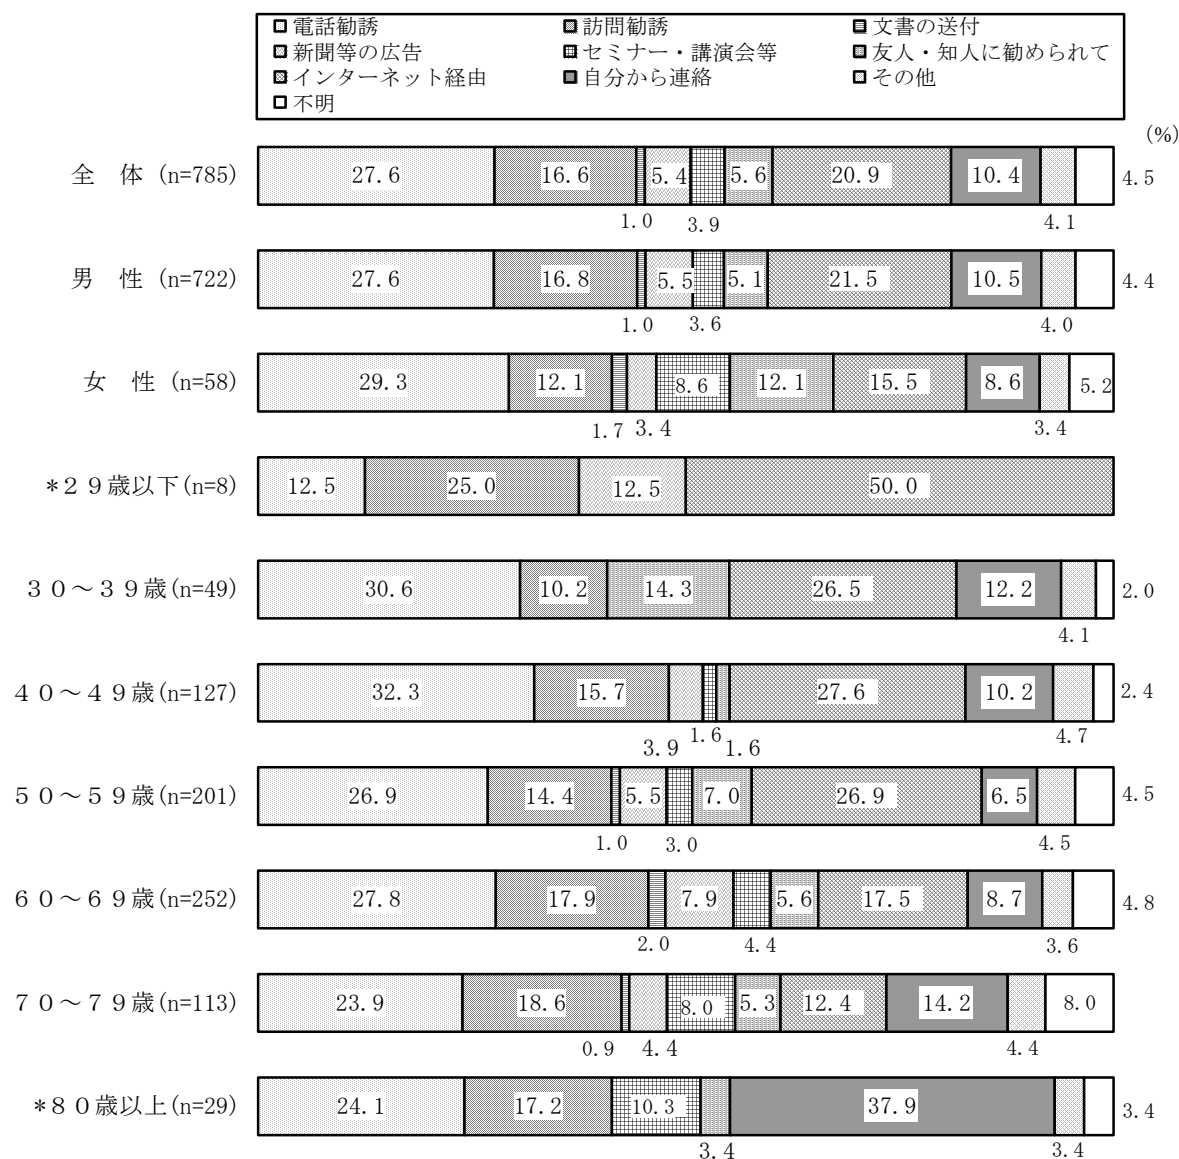 電話勧誘 訪問勧誘 文書の送付
新聞等の広告 セミナー・講演会等 友人・知人に勧められて
インターネット経由 自分から連絡 その他
不明
(%)
全 体 (n=785) 27.6 16.6 5.4 5.6 20.9 10.4 4.5
1.0 3.9 4.1
男 性 (n=722) 27.6 16.8 5.5 5.1 21.5 10.5 4.4
1.0 3.6 4.0
女 性 (n=58) 29.3 12.1 8.6 12.1 15.5 8.6 5.2
1.7 3.4 3.4
*29歳以下(n=8) 12.5 25.0 12.5 50.0
30～39歳(n=49) 30.6 10.2 14.3 26.5 12.2 2.0
4.1
40～49歳(n=127) 32.3 15.7 27.6 10.2 2.4
3.9 1.6 1.6 4.7
50～59歳(n=201) 26.9 14.4 5.5 7.0 26.9 6.5 4.5
1.0 3.0 4.5
60～69歳(n=252) 27.8 17.9 7.9 5.6 17.5 8.7 4.8
2.0 4.4 3.6
70～79歳(n=113) 23.9 18.6 8.0 5.3 12.4 14.2 8.0
0.9 4.4 4.4
*80歳以上(n=29) 24.1 17.2 10.3 37.9 3.4
3.4 3.4